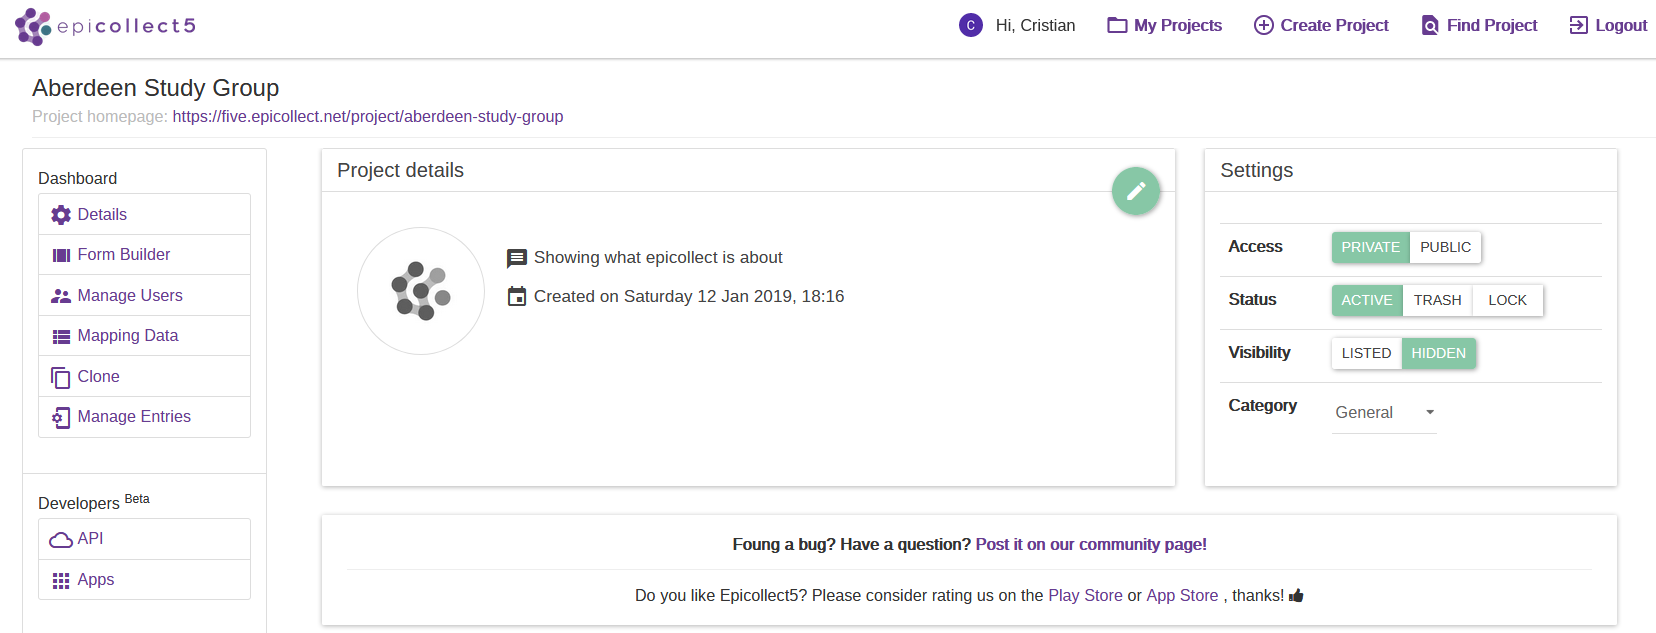 epicollect5
C Hi, Cristian My Projects Create Project Find Project Logout
Aberdeen Study Group
Project homepage: https://five.epicollect.net/project/aberdeen-study-group
Dashboard
Details
Form Builder
Manage Users
Mapping Data
Clone
Manage Entries
Developers Beta
API
Apps
Project details
Showing what epicollect is about
Created on Saturday 12 Jan 2019, 18:16
Settings
Access PRIVATE PUBLIC
Status ACTIVE TRASH LOCK
Visibility LISTED HIDDEN
Category General
Foung a bug? Have a question? Post it on our community page!
Do you like Epicollect5? Please consider rating us on the Play Store or App Store , thanks!